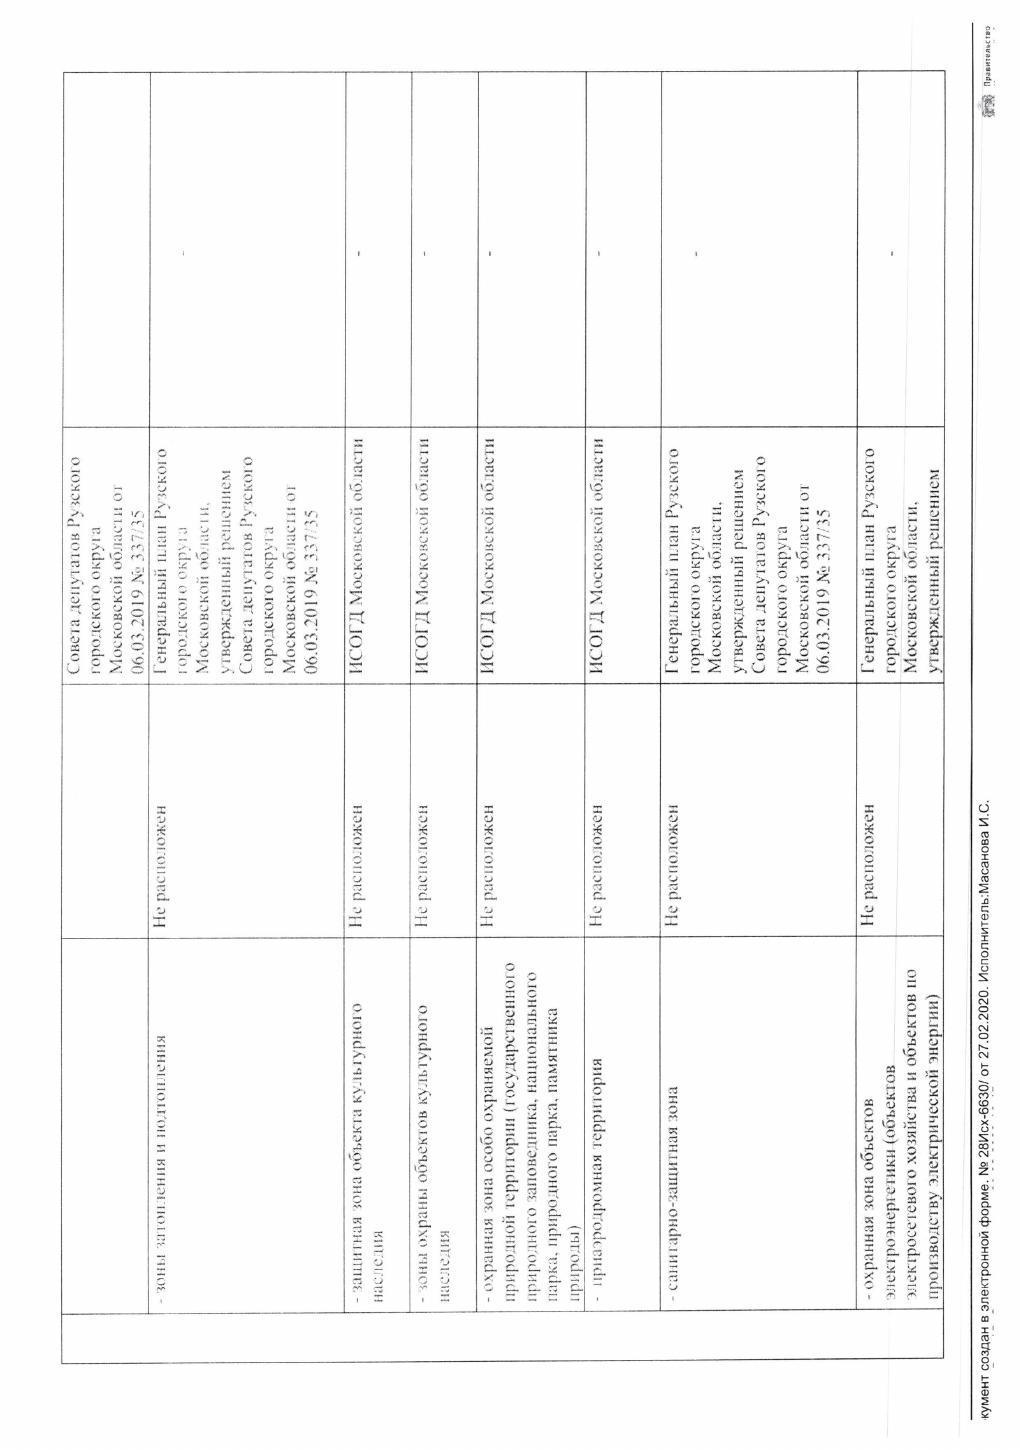 Совета депутатов Рузского
городского округа
Московской области от
06.03.2019 № 337/35
- зоны затопления и подтопления
Не расположен
Генеральный план Рузского
городского округа
Московской области,
утвержденный решением
Совета депутатов Рузского
городского округа
Московской области от
06.03.2019 № 337/35
-
- защитная зона объекта культурного
наследия
Не расположен
ИСОГД Московской области
-
- зоны охраны объектов культурного
наследия
Не расположен
ИСОГД Московской области
-
- охранная зона особо охраняемой
природной территории (государственного
природного заповедника, национального
парка, природного парка, памятника
природы)
Не расположен
ИСОГД Московской области
-
- приаэродромная территория
Не расположен
ИСОГД Московской области
-
- санитарно-защитная зона
Не расположен
Генеральный план Рузского
городского округа
Московской области,
утвержденный решением
Совета депутатов Рузского
городского округа
Московской области от
06.03.2019 № 337/35
-
- охранная зона объектов
электроэнергетики (объектов
электросетевого хозяйства и объектов по
производству электрической энергии)
Не расположен
Генеральный план Рузского
городского округа
Московской области,
утвержденный решением
-
кумент создан в электронной форме. № 28Исх-6630/ от 27.02.2020. Исполнитель:Масанова И.С.
Правительство